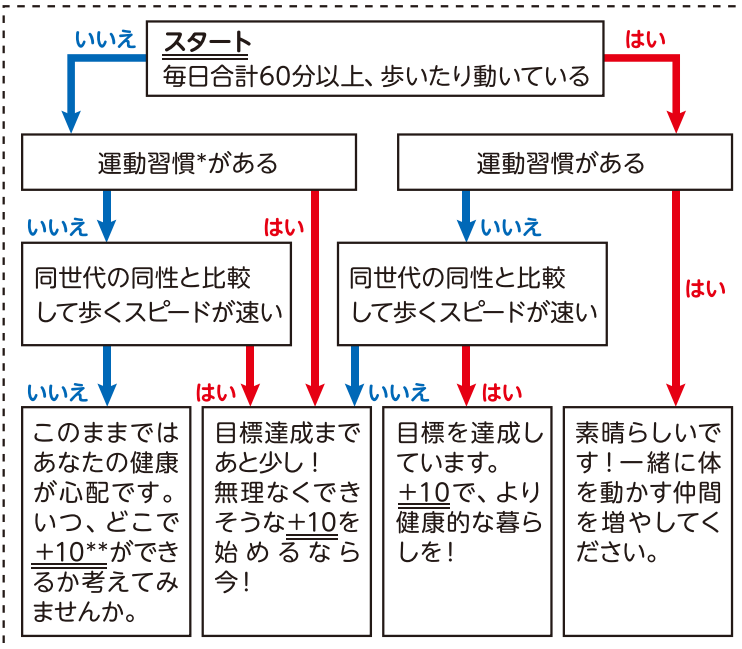 いいえ
スタート
はい
毎日合計60分以上、歩いたり動いている
運動習慣*がある
運動習慣がある
いいえ
はい
いいえ
はい
同世代の同性と比較
して歩くスピードが速い
同世代の同性と比較
して歩くスピードが速い
いいえ
はい
いいえ
はい
このままでは
あなたの健康
が心配です。
いつ、どこで
+10**ができ
るか考えてみ
ませんか。
目標達成まで
あと少し!
無理なくでき
そうな+10を
始めるなら
今!
目標を達成し
ています。
+10で、より
健康的な暮ら
しを!
素晴らしいで
す!一緒に体
を動かす仲間
を増やしてく
ださい。